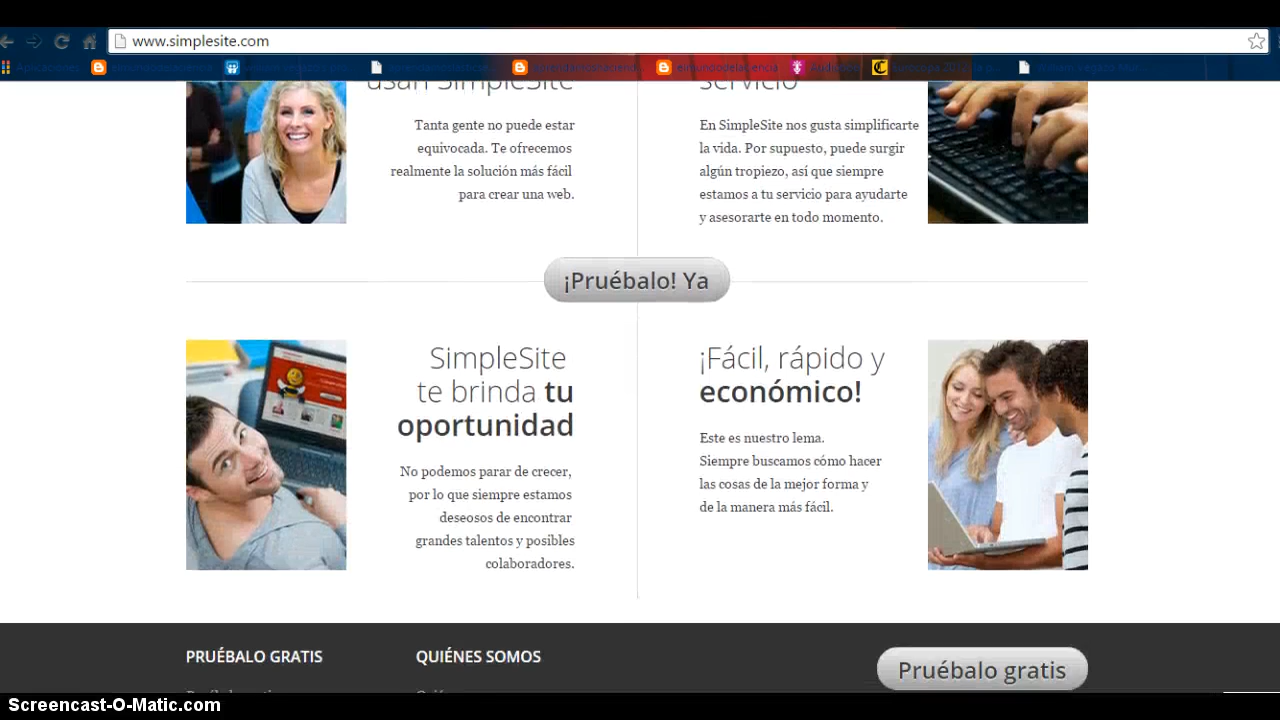 www.simplesite.com
Aplicaciones
usan SimpleSite
Tanta gente no puede estar
equivocada. Te ofrecemos
realmente la solución más fácil
para crear una web.
servicio
En SimpleSite nos gusta simplificarte
la vida. Por supuesto, puede surgir
algún tropiezo, así que siempre
estamos a tu servicio para ayudarte
y asesorarte en todo momento.
¡Pruébalo! Ya
SimpleSite
te brinda tu
oportunidad
No podemos parar de crecer,
por lo que siempre estamos
deseosos de encontrar
grandes talentos y posibles
colaboradores.
¡Fácil, rápido y
económico!
Este es nuestro lema.
Siempre buscamos cómo hacer
las cosas de la mejor forma y
de la manera más fácil.
PRUÉBALO GRATIS
QUIÉNES SOMOS
Pruébalo gratis
Screencast-O-Matic.com